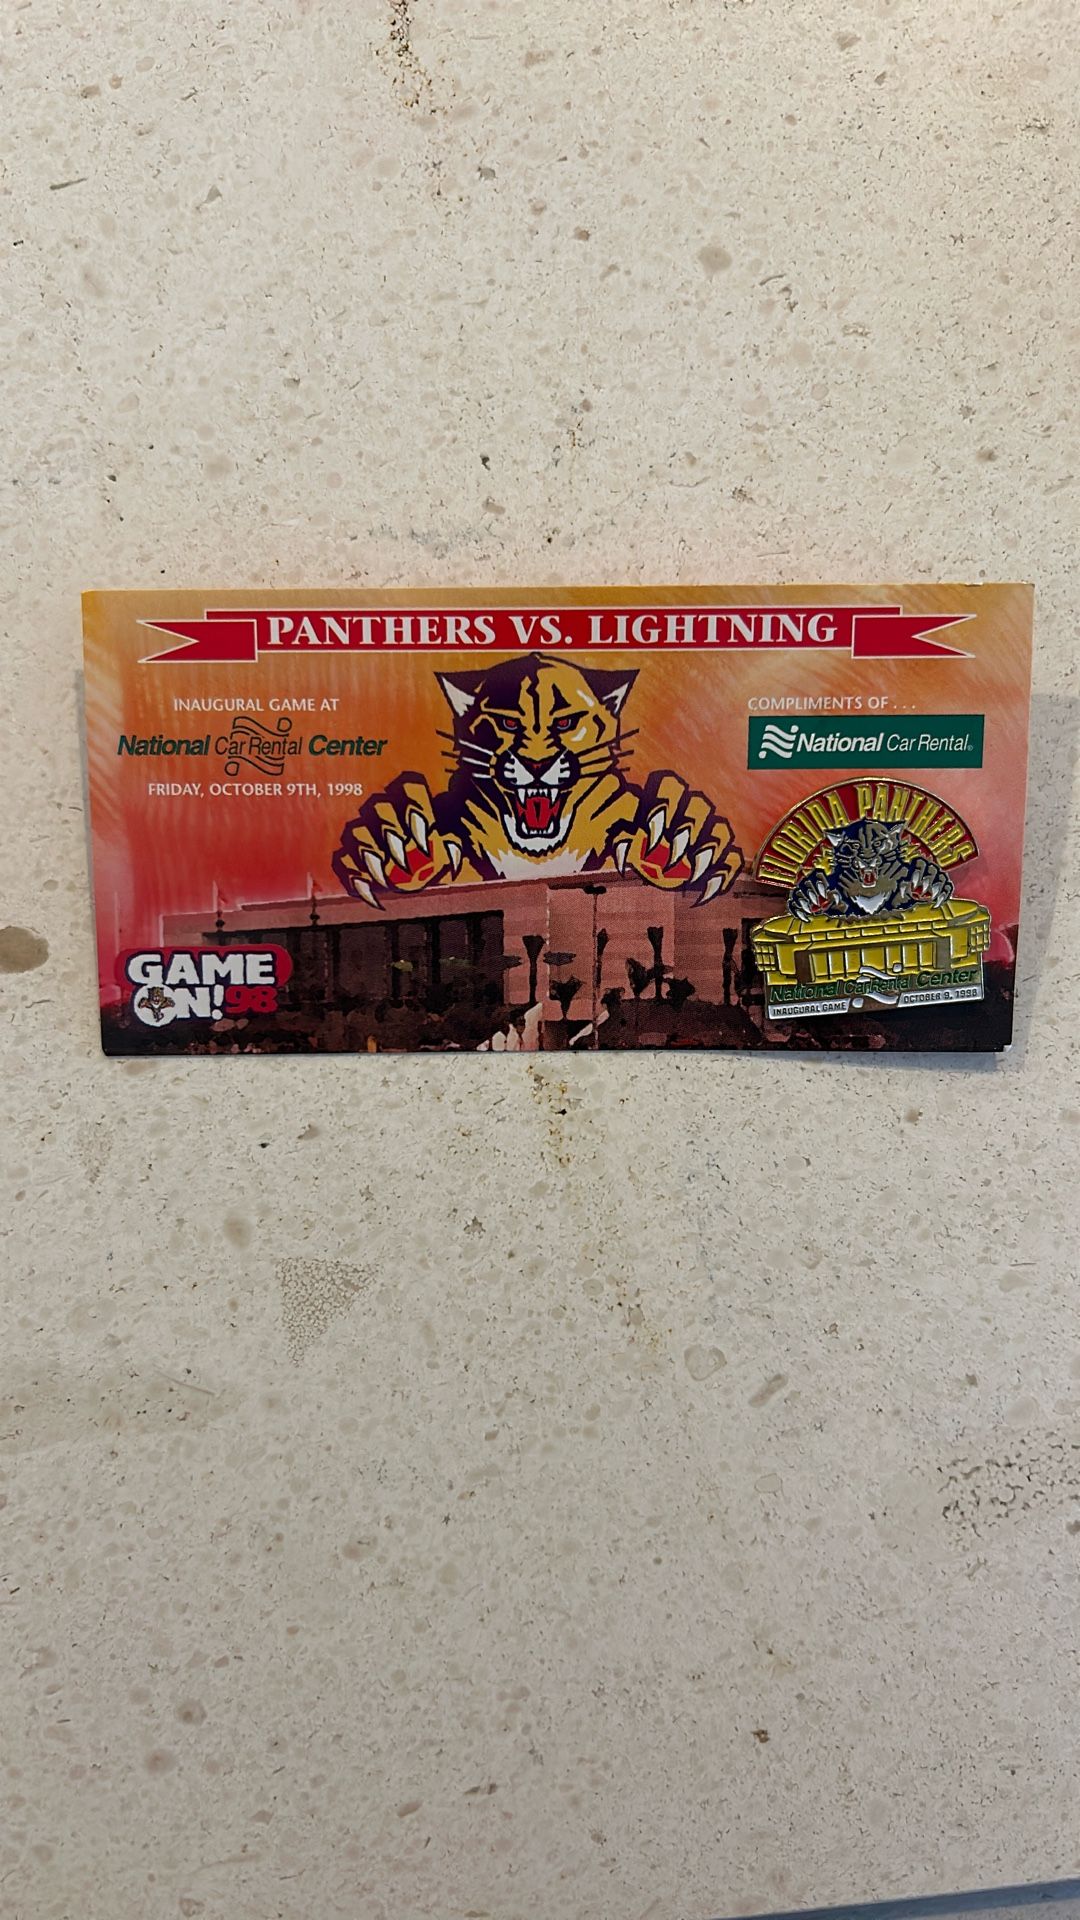 PANTHERS VS. LIGHTNING
INAUGURAL GAME AT
National Car Rental Center
FRIDAY, OCTOBER 9TH, 1998
COMPLIMENTS OF . . .
National Car Rental®
FLORIDA PANTHERS
National Car Rental Center
INAUGURAL GAME OCTOBER 9, 1998
GAME
ON! 98